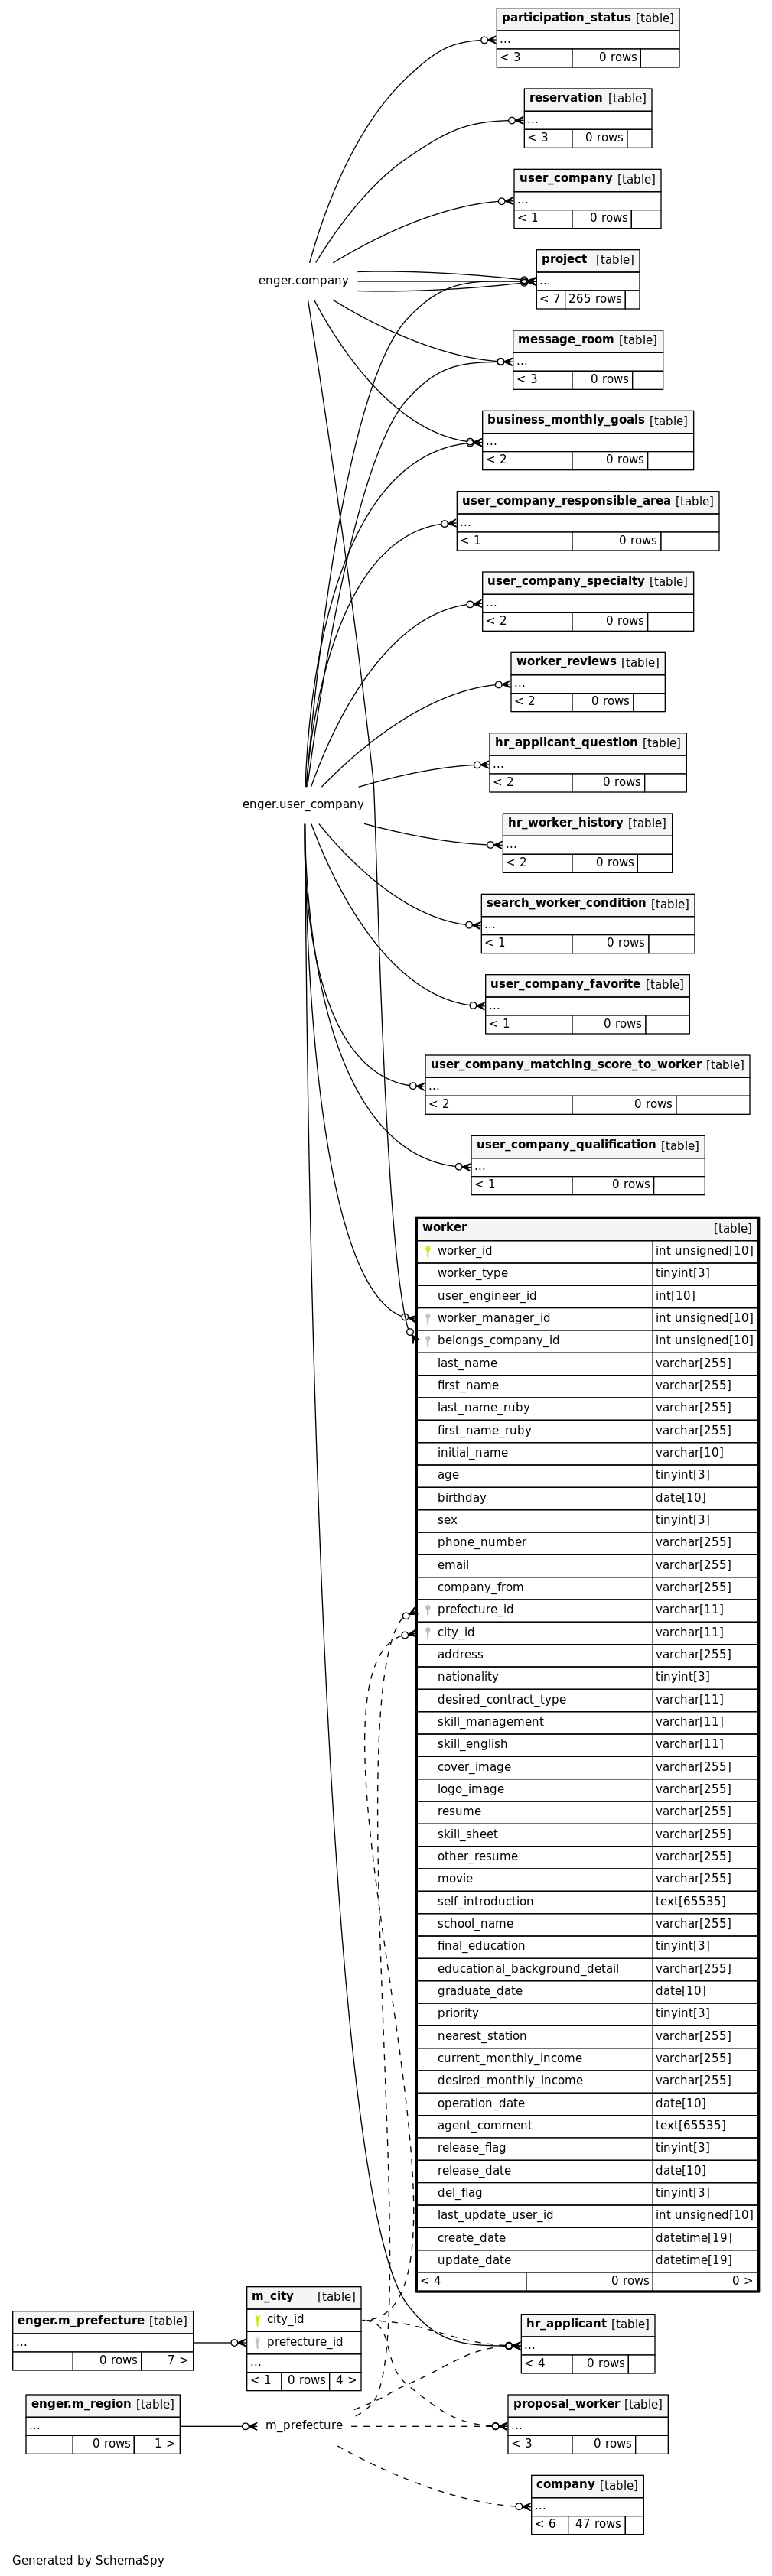 participation_status [table]
...
< 3 0 rows
reservation [table]
...
< 3 0 rows
user_company [table]
...
< 1 0 rows
enger.company
project [table]
...
< 7 265 rows
message_room [table]
...
< 3 0 rows
business_monthly_goals [table]
...
< 2 0 rows
user_company_responsible_area [table]
...
< 1 0 rows
user_company_specialty [table]
...
< 2 0 rows
worker_reviews [table]
...
< 2 0 rows
hr_applicant_question [table]
...
< 2 0 rows
enger.user_company
hr_worker_history [table]
...
< 2 0 rows
search_worker_condition [table]
...
< 1 0 rows
user_company_favorite [table]
...
< 1 0 rows
user_company_matching_score_to_worker [table]
...
< 2 0 rows
user_company_qualification [table]
...
< 1 0 rows
worker [table]
worker_id int unsigned[10]
worker_type tinyint[3]
user_engineer_id int[10]
worker_manager_id int unsigned[10]
belongs_company_id int unsigned[10]
last_name varchar[255]
first_name varchar[255]
last_name_ruby varchar[255]
first_name_ruby varchar[255]
initial_name varchar[10]
age tinyint[3]
birthday date[10]
sex tinyint[3]
phone_number varchar[255]
email varchar[255]
company_from varchar[255]
prefecture_id varchar[11]
city_id varchar[11]
address varchar[255]
nationality tinyint[3]
desired_contract_type varchar[11]
skill_management varchar[11]
skill_english varchar[11]
cover_image varchar[255]
logo_image varchar[255]
resume varchar[255]
skill_sheet varchar[255]
other_resume varchar[255]
movie varchar[255]
self_introduction text[65535]
school_name varchar[255]
final_education tinyint[3]
educational_background_detail varchar[255]
graduate_date date[10]
priority tinyint[3]
nearest_station varchar[255]
current_monthly_income varchar[255]
desired_monthly_income varchar[255]
operation_date date[10]
agent_comment text[65535]
release_flag tinyint[3]
release_date date[10]
del_flag tinyint[3]
last_update_user_id int unsigned[10]
create_date datetime[19]
update_date datetime[19]
< 4 0 rows 0 >
m_city [table]
city_id
prefecture_id
...
< 1 0 rows 4 >
enger.m_prefecture [table]
...
0 rows 7 >
hr_applicant [table]
...
< 4 0 rows
enger.m_region [table]
...
0 rows 1 >
m_prefecture
proposal_worker [table]
...
< 3 0 rows
company [table]
...
< 6 47 rows
Generated by SchemaSpy